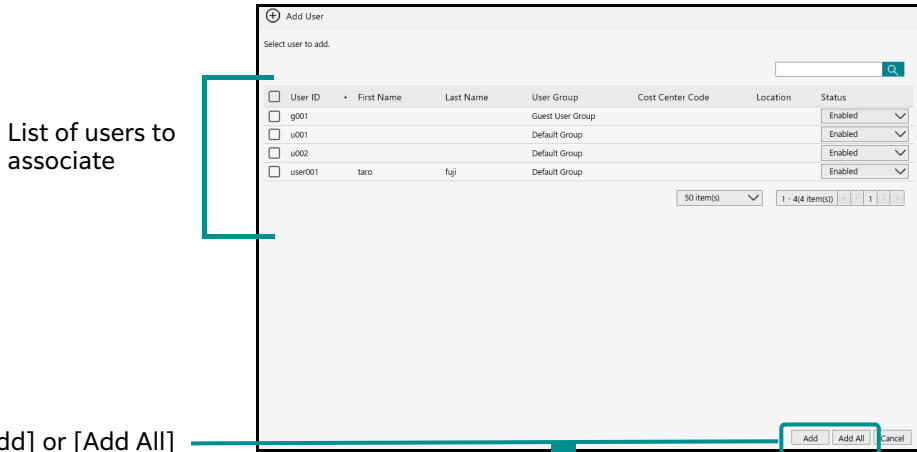 Add User
Select user to add.
User ID First Name Last Name User Group Cost Center Code Location Status
g001 Guest User Group Enabled
u001 Default Group Enabled
u002 Default Group Enabled
user001 taro fuji Default Group Enabled
50 item(s) 1 - 4(4 item(s)) 1
List of users to
associate
dd] or [Add All]
Add Add All Cancel